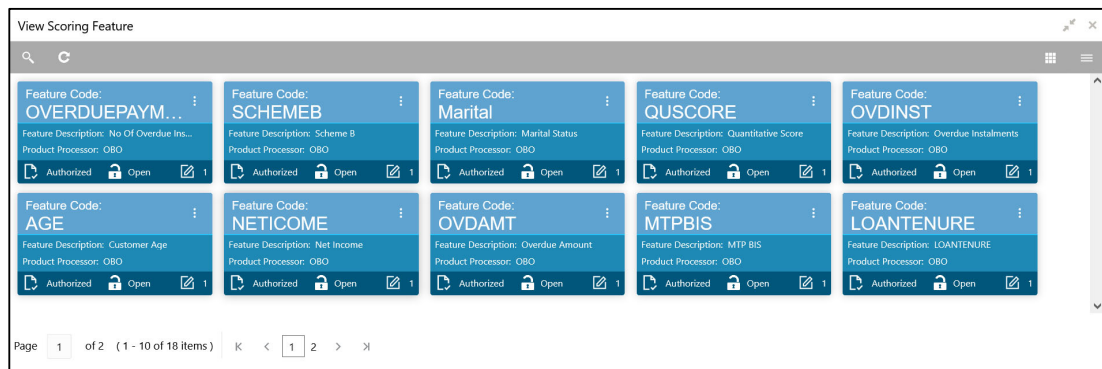 View Scoring Feature
Feature Code:
OVERDUEPAYM...
Feature Description: No Of Overdue Ins...
Product Processor: OBO
Authorized Open 1
Feature Code:
SCHEMEB
Feature Description: Scheme B
Product Processor: OBO
Authorized Open 1
Feature Code:
Marital
Feature Description: Marital Status
Product Processor: OBO
Authorized Open 1
Feature Code:
QUSCORE
Feature Description: Quantitative Score
Product Processor: OBO
Authorized Open 1
Feature Code:
OVDINST
Feature Description: Overdue Instalments
Product Processor: OBO
Authorized Open 1
Feature Code:
AGE
Feature Description: Customer Age
Product Processor: OBO
Authorized Open 1
Feature Code:
NETICOME
Feature Description: Net Income
Product Processor: OBO
Authorized Open 1
Feature Code:
OVDAMT
Feature Description: Overdue Amount
Product Processor: OBO
Authorized Open 1
Feature Code:
MTPBIS
Feature Description: MTP BIS
Product Processor: OBO
Authorized Open 1
Feature Code:
LOANTENURE
Feature Description: LOANTENURE
Product Processor: OBO
Authorized Open 1
Page 1 of 2 ( 1 - 10 of 18 items ) 1 2